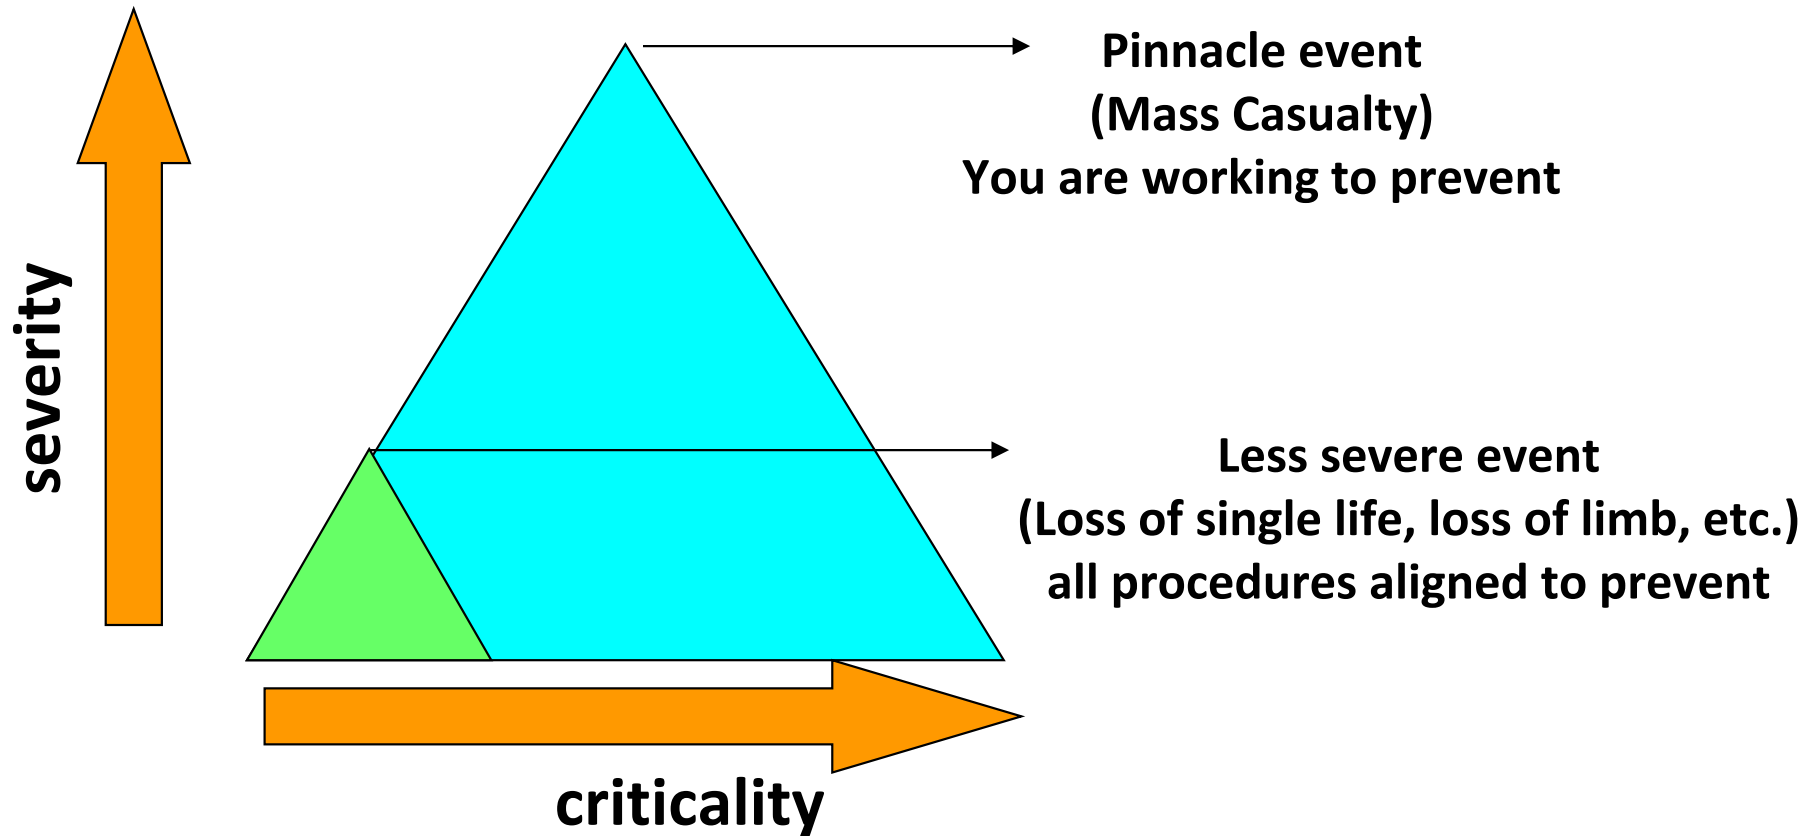 Pinnacle event
(Mass Casualty)
You are working to prevent
severity
Less severe event
(Loss of single life, loss of limb, etc.)
all procedures aligned to prevent
criticality